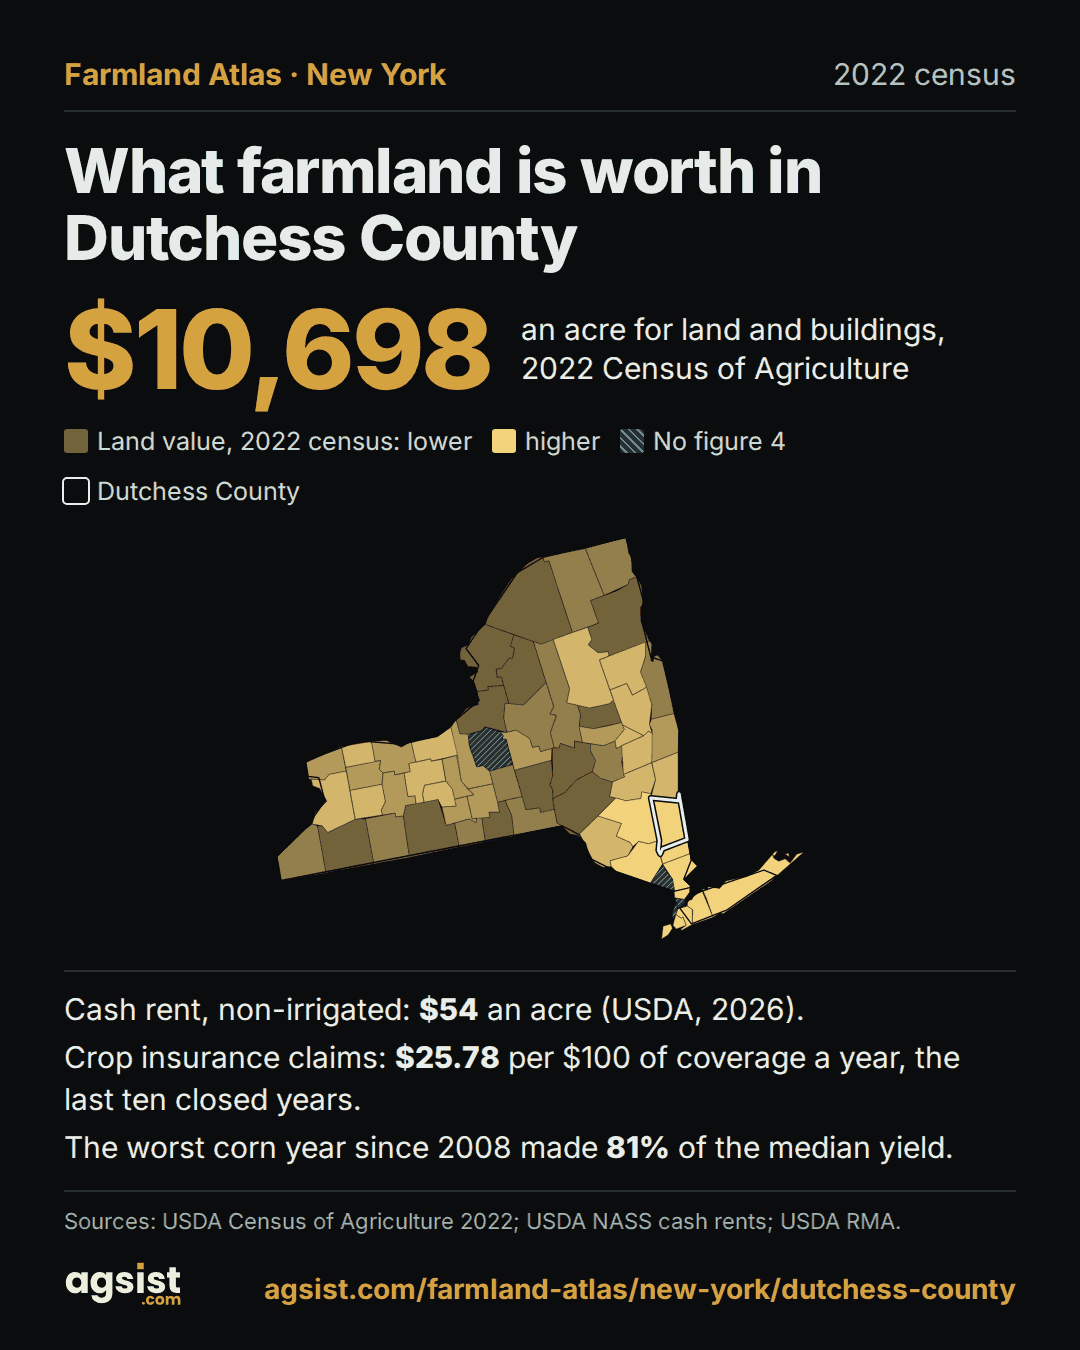 Farmland Atlas · New York
2022 census
What farmland is worth in
Dutchess County
$10,698
an acre for land and buildings,
2022 Census of Agriculture
Land value, 2022 census: lower
higher
No figure 4
Dutchess County
Cash rent, non-irrigated: $54 an acre (USDA, 2026).
Crop insurance claims: $25.78 per $100 of coverage a year, the
last ten closed years.
The worst corn year since 2008 made 81% of the median yield.
Sources: USDA Census of Agriculture 2022; USDA NASS cash rents; USDA RMA.
agsist
.com
agsist.com/farmland-atlas/new-york/dutchess-county